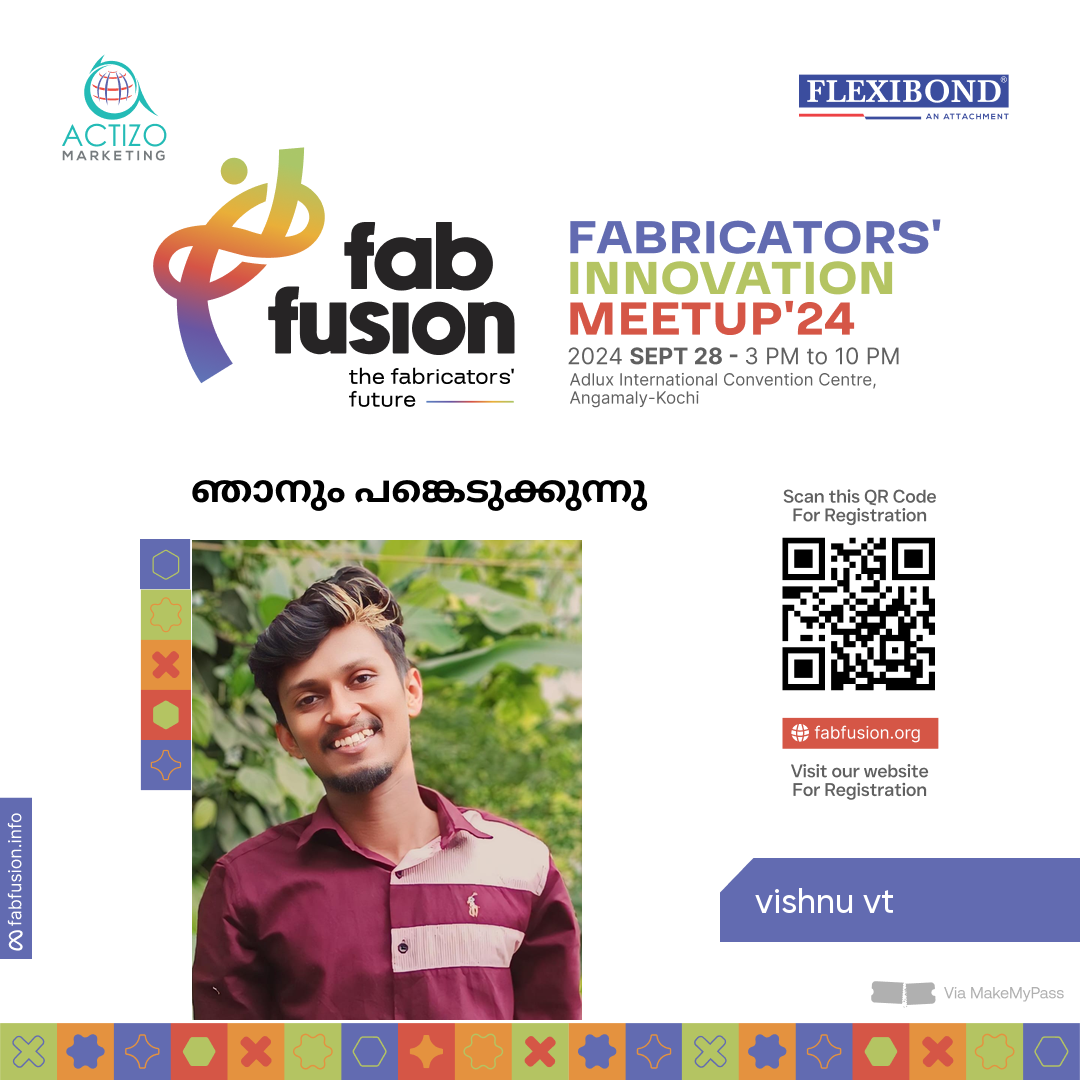 ACTIZO
MARKETING
FLEXIBOND®
AN ATTACHMENT
fab
fusion
the fabricators'
future
FABRICATORS'
INNOVATION
MEETUP'24
2024 SEPT 28 - 3 PM to 10 PM
Adlux International Convention Centre,
Angamaly-Kochi
ഞാനും പങ്കെടുക്കുന്നു
Scan this QR Code
For Registration
fabfusion.org
Visit our website
For Registration
fabfusion.info
vishnu vt
Via MakeMyPass